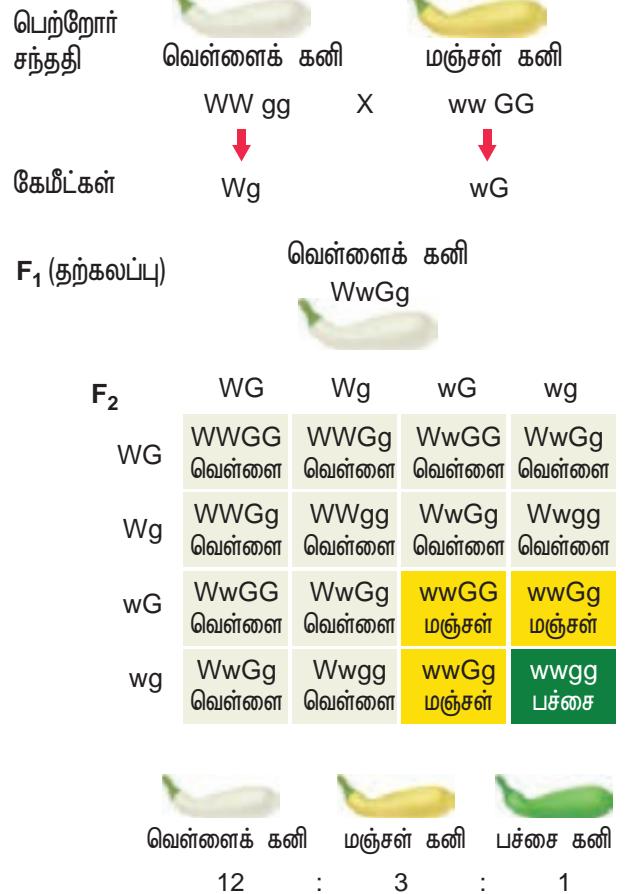 பெற்றோர்
சந்ததி
வெள்ளைக் கனி மஞ்சள் கனி
WW gg X ww GG
கேமீட்கள் Wg wG
வெள்ளைக் கனி
F₁ (தற்கலப்பு)
WwGg
F₂ WG Wg wG wg
WG WWGG WWGg WwGG WwGg
வெள்ளை வெள்ளை வெள்ளை வெள்ளை
Wg WWGg WWgg WwGg Wwgg
வெள்ளை வெள்ளை வெள்ளை வெள்ளை
wG WwGG WwGg wwGG wwGg
வெள்ளை வெள்ளை மஞ்சள் மஞ்சள்
wg WwGg Wwgg wwGg wwgg
வெள்ளை வெள்ளை மஞ்சள் பச்சை
வெள்ளைக் கனி மஞ்சள் கனி பச்சை கனி
12 : 3 : 1